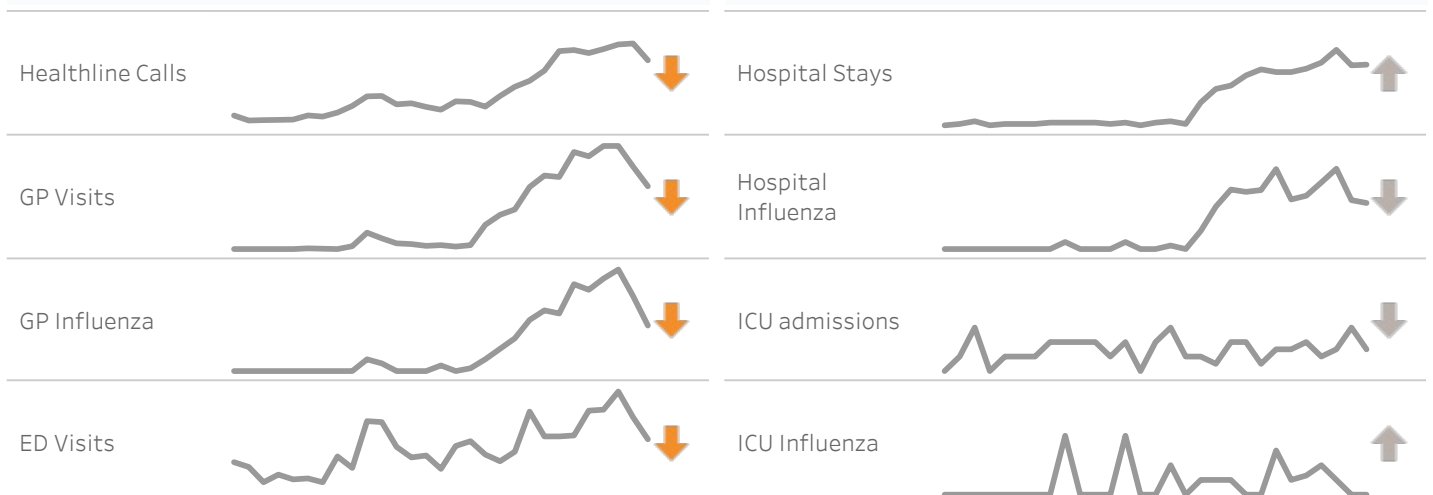 Healthline Calls
GP Visits
GP Influenza
ED Visits
Hospital Stays
Hospital
Influenza
ICU admissions
ICU Influenza